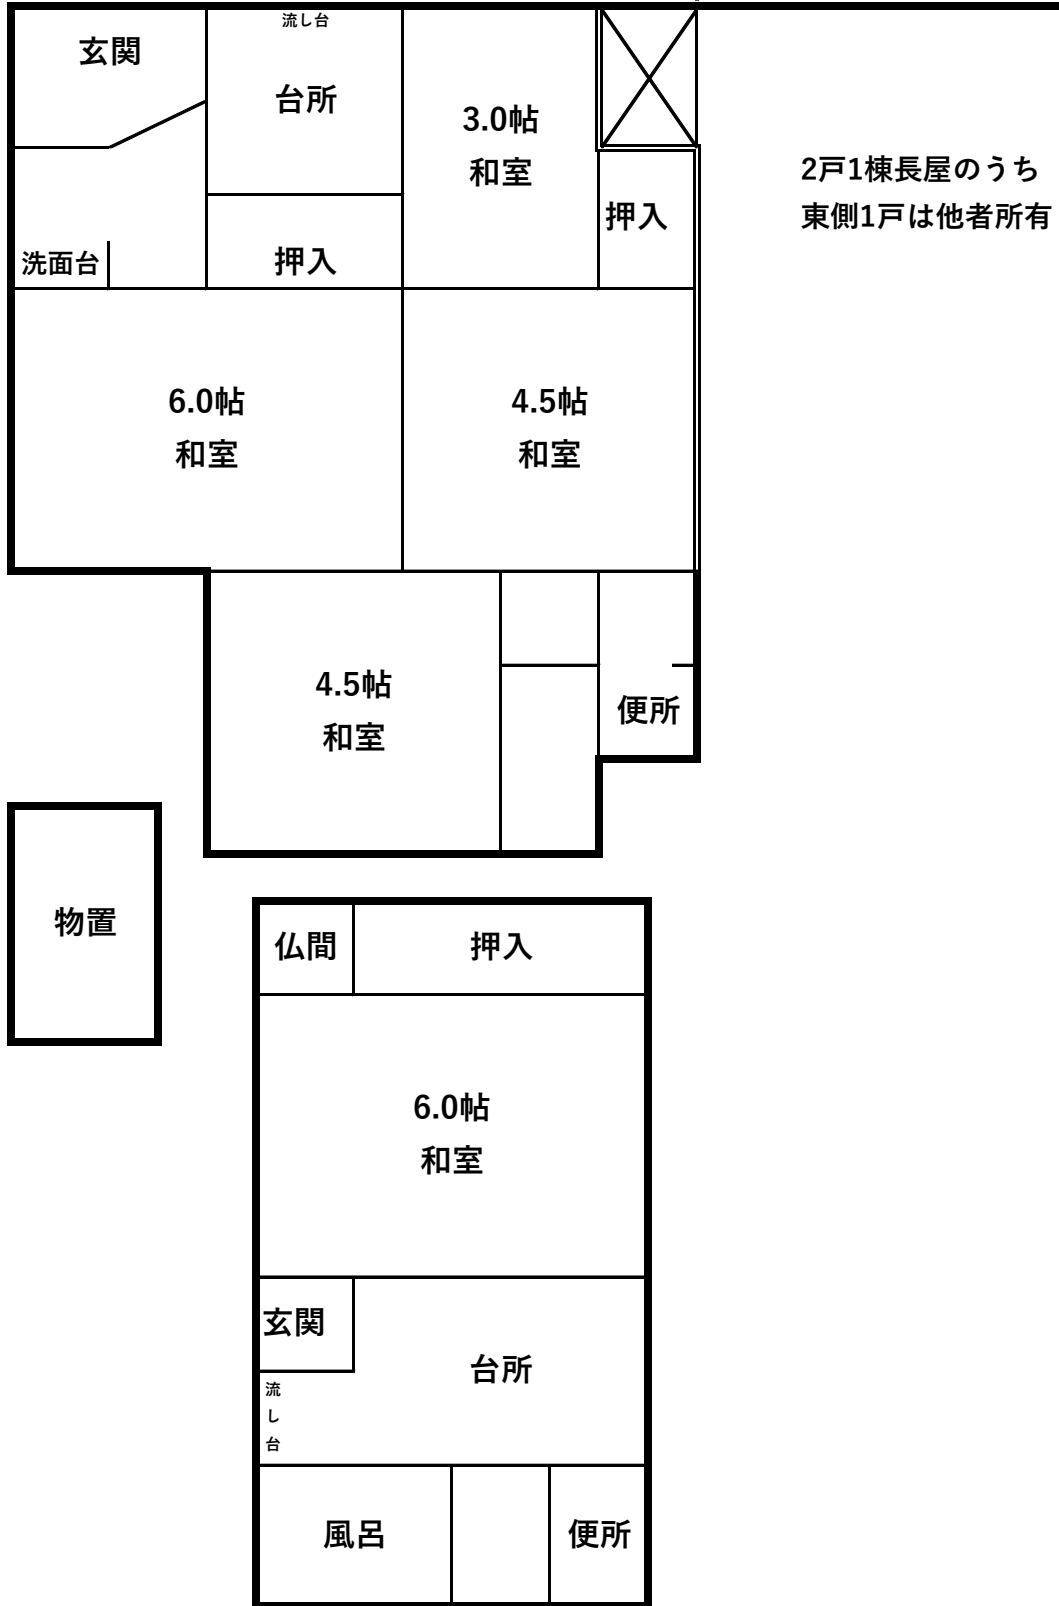 流し台
玄関
台所
3.0帖
和室
2戸1棟長屋のうち
東側1戸は他者所有
押入
洗面台
押入
6.0帖
和室
4.5帖
和室
4.5帖
和室
便所
物置
仏間
押入
6.0帖
和室
玄関
台所
流し台
風呂
便所